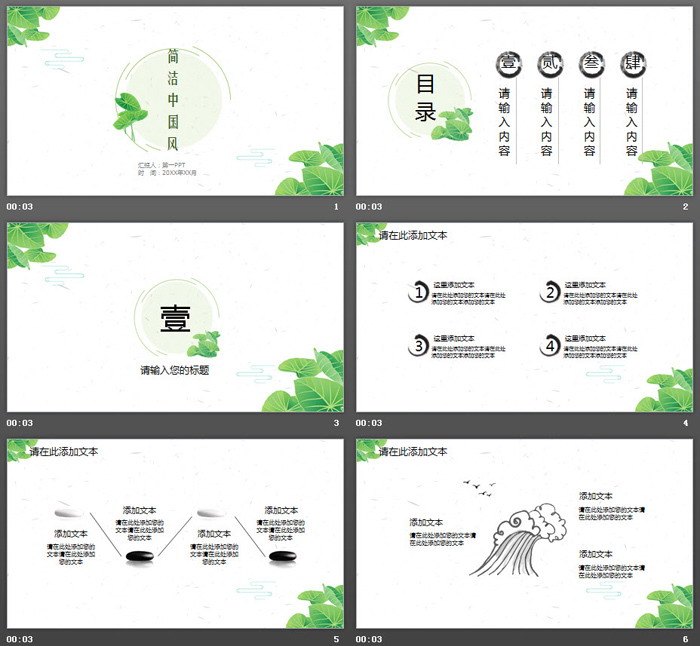 简洁中国风
汇报人：第一PPT
时　间：20XX年XX月
00:03
1
目录
壹
请输入内容
贰
请输入内容
叁
请输入内容
肆
请输入内容
00:03
2
壹
请输入您的标题
00:03
3
请在此添加文本
1
这里添加文本
请在此处添加您的文本请在此处
添加您的文本添加您的文本
2
这里添加文本
请在此处添加您的文本请在此处
添加您的文本添加您的文本
3
这里添加文本
请在此处添加您的文本请在此处
添加您的文本添加您的文本
4
这里添加文本
请在此处添加您的文本请在此处
添加您的文本添加您的文本
00:03
4
请在此添加文本
添加文本
请在此处添加您的
文本请在此处添加
您的文本
添加文本
请在此处添加您的
文本请在此处添加
您的文本
添加文本
请在此处添加您的
文本请在此处添加
您的文本
添加文本
请在此处添加您的
文本请在此处添加
您的文本
00:03
5
请在此添加文本
添加文本
请在此处添加您的文本请
在此处添加您的文本
添加文本
请在此处添加您的文本请
在此处添加您的文本
添加文本
请在此处添加您的文本请
在此处添加您的文本
00:03
6